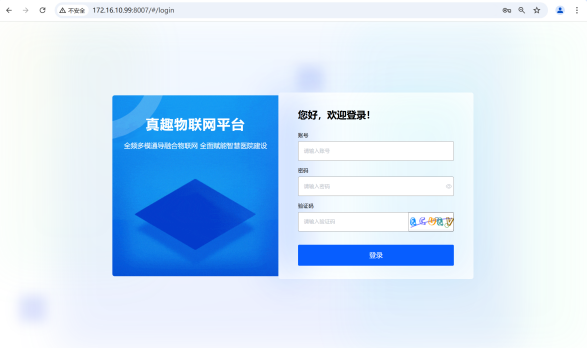 不安全 172.16.10.99:8007/#/login
真趣物联网平台
全频多模通导融合物联网 全面赋能智慧医院建设
您好，欢迎登录！
账号
请输入账号
密码
请输入密码
验证码
请输入验证码
登录